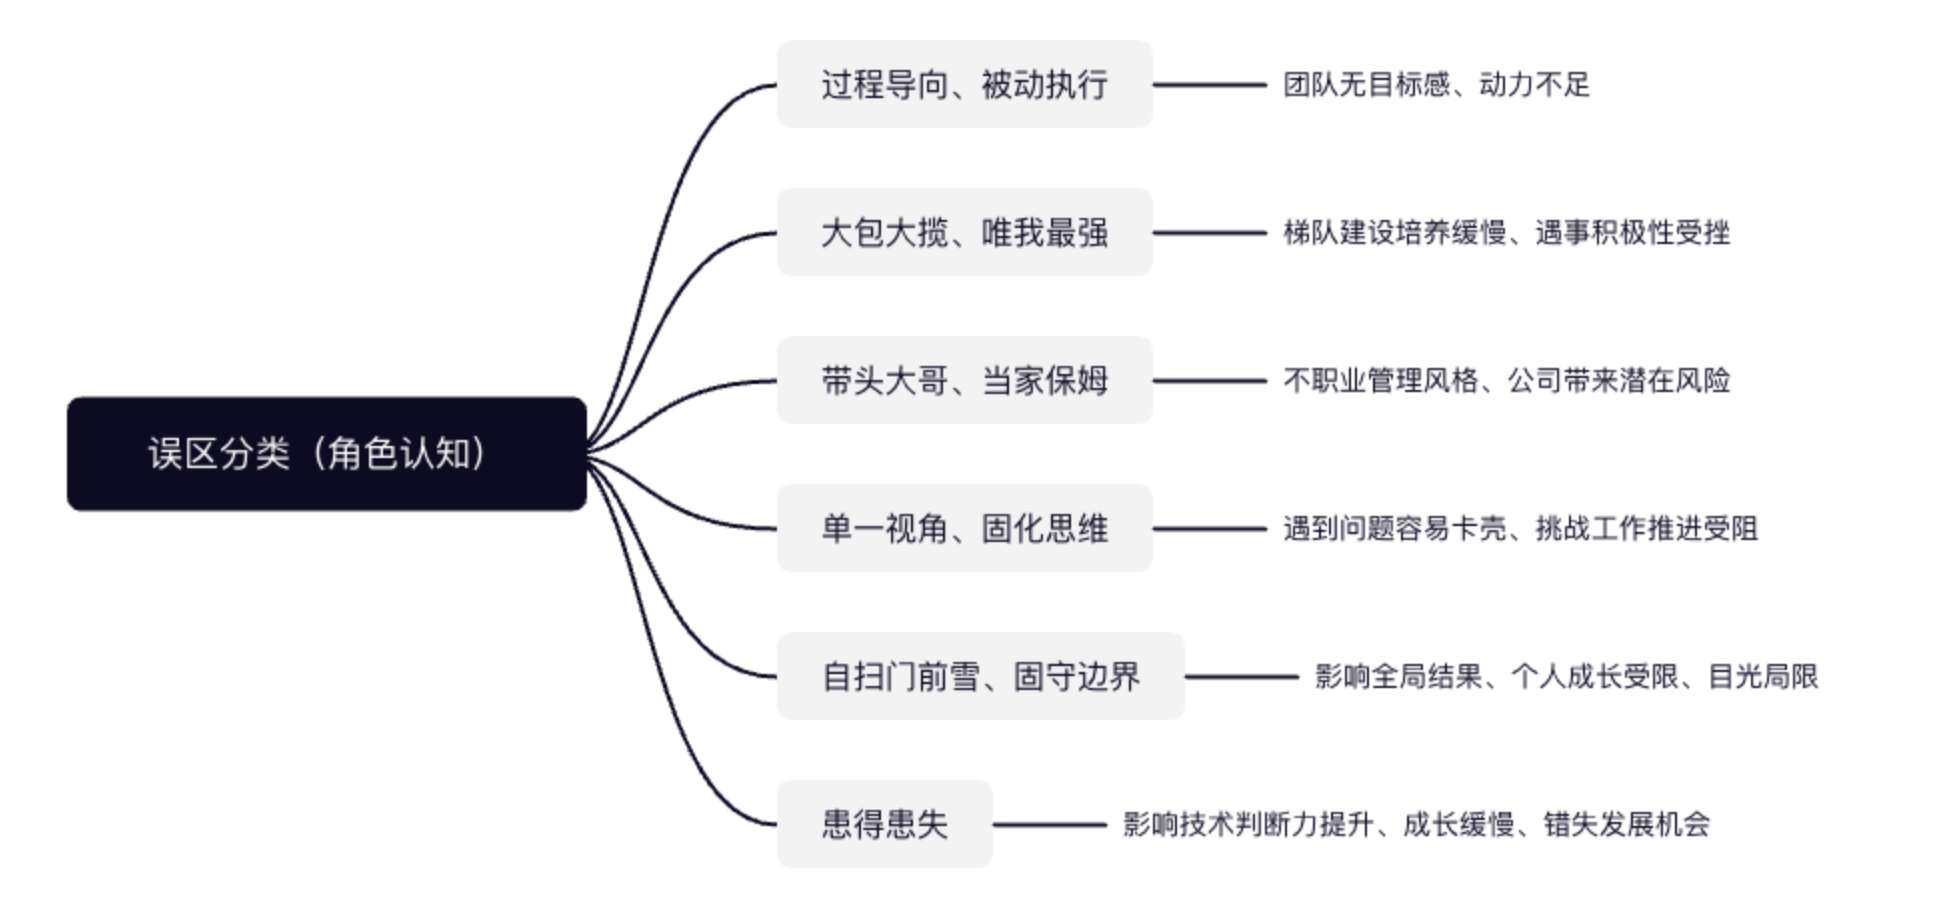 误区分类（角色认知）
过程导向、被动执行
团队无目标感、动力不足
大包大揽、唯我最强
梯队建设培养缓慢、遇事积极性受挫
带头大哥、当家保姆
不职业管理风格、公司带来潜在风险
单一视角、固化思维
遇到问题容易卡壳、挑战工作推进受阻
自扫门前雪、固守边界
影响全局结果、个人成长受限、目光局限
患得患失
影响技术判断力提升、成长缓慢、错失发展机会